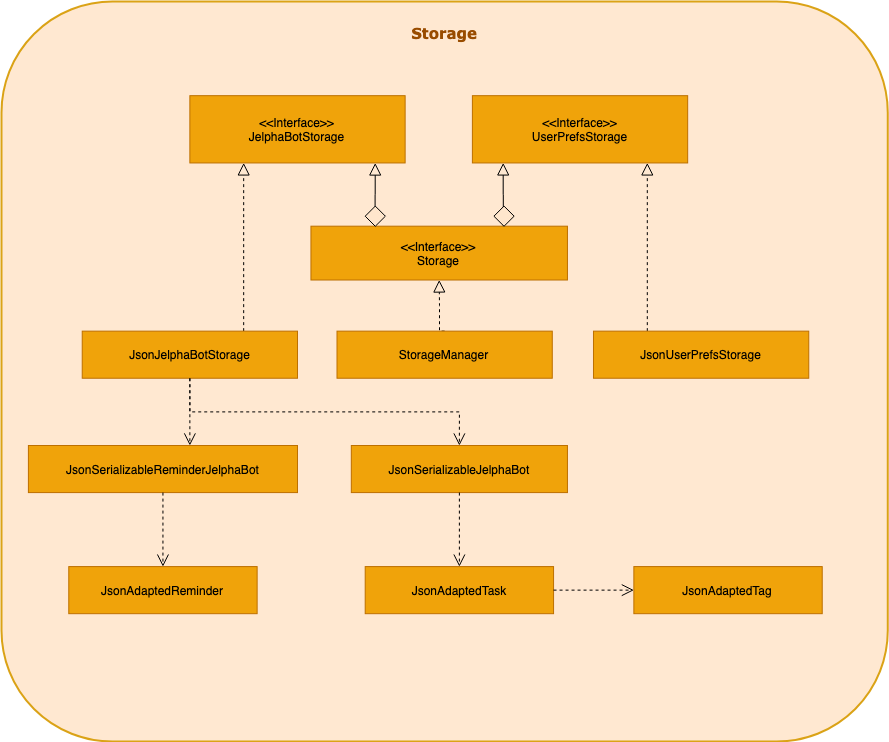 Storage
<<Interface>>
JelphaBotStorage
<<Interface>>
UserPrefsStorage
<<Interface>>
Storage
JsonJelphaBotStorage
StorageManager
JsonUserPrefsStorage
JsonSerializableReminderJelphaBot
JsonSerializableJelphaBot
JsonAdaptedReminder
JsonAdaptedTask
JsonAdaptedTag